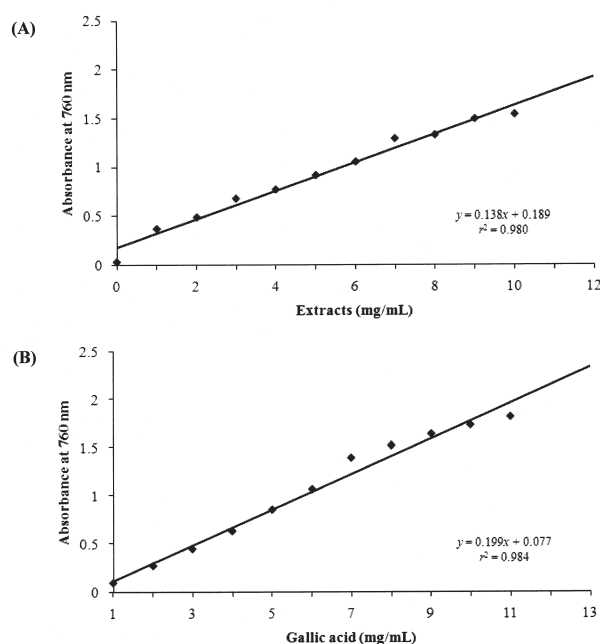 (A)
Absorbance at 760 nm
2.5
2
1.5
1
0.5
0
0 2 4 6 8 10 12
Extracts (mg/mL)
y = 0.138x + 0.189
r² = 0.980
(B)
Absorbance at 760 nm
2.5
2
1.5
1
0.5
0
1 3 5 7 9 11 13
Gallic acid (mg/mL)
y = 0.199x + 0.077
r² = 0.984